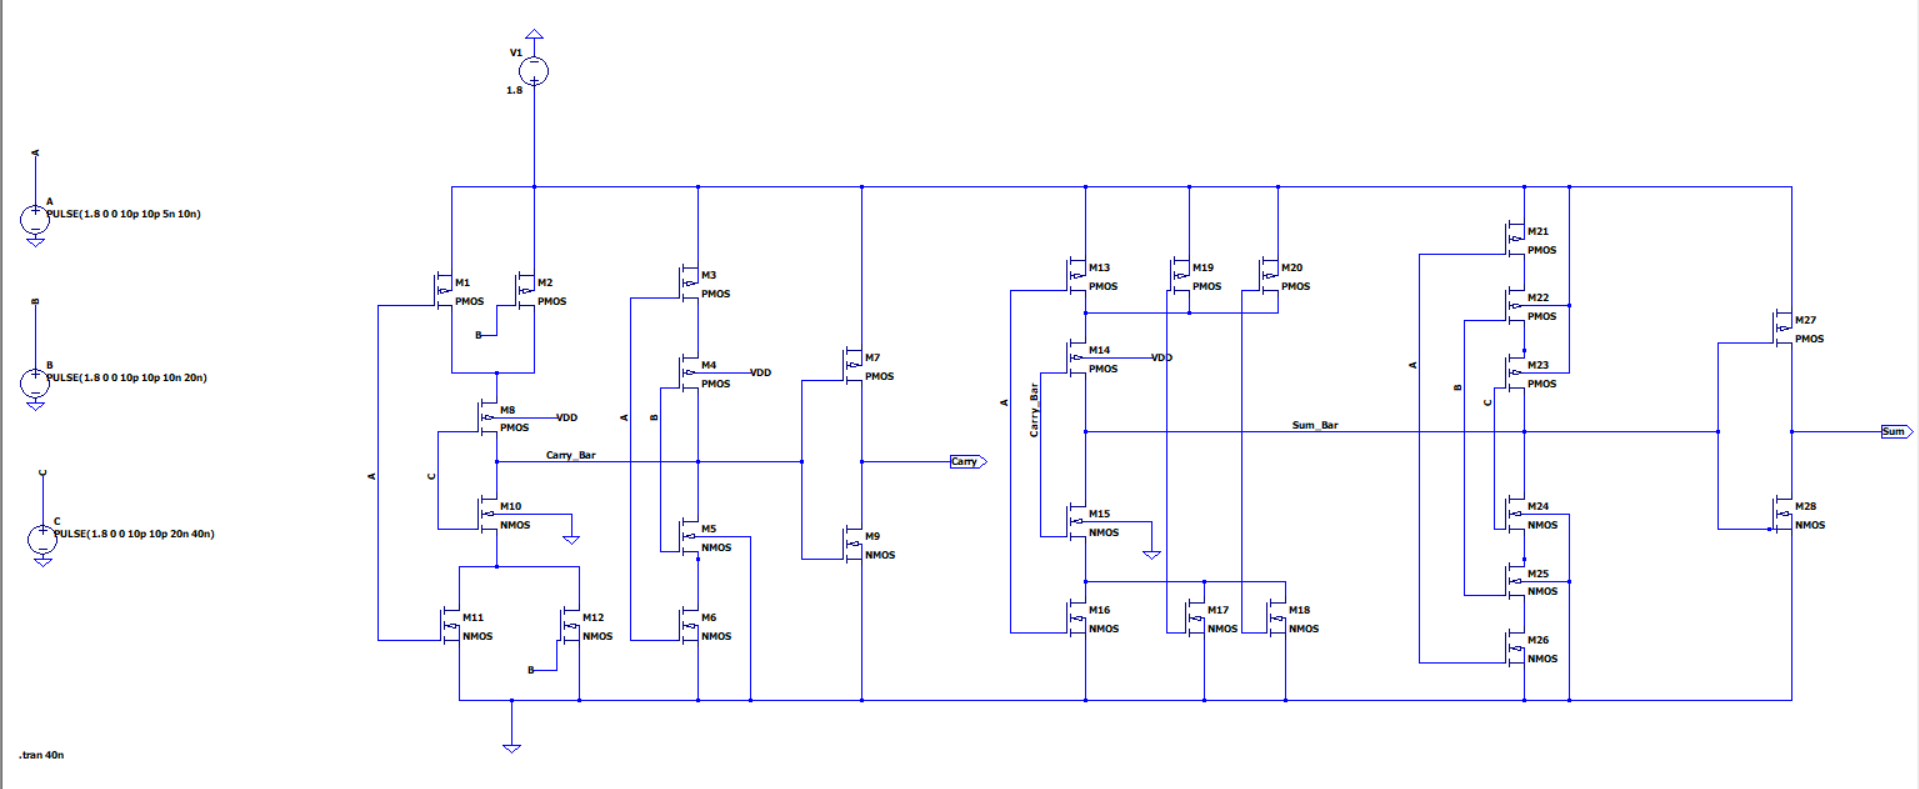 V1
1.8
A
A
PULSE(1.8 0 0 10p 10p 5n 10n)
B
B
PULSE(1.8 0 0 10p 10p 10n 20n)
C
C
PULSE(1.8 0 0 10p 10p 20n 40n)
.tran 40n
M1
PMOS
M2
PMOS
B
M8
PMOS
VDD
A
C
Carry_Bar
M10
NMOS
M11
NMOS
M12
NMOS
B
M3
PMOS
M4
PMOS
VDD
A
B
M5
NMOS
M6
NMOS
M7
PMOS
Carry
M9
NMOS
M13
PMOS
M19
PMOS
M20
PMOS
M14
PMOS
VDD
A
Carry_Bar
Sum_Bar
M15
NMOS
M16
NMOS
M17
NMOS
M18
NMOS
M21
PMOS
M22
PMOS
M23
PMOS
A
B
C
M24
NMOS
M25
NMOS
M26
NMOS
M27
PMOS
Sum
M28
NMOS